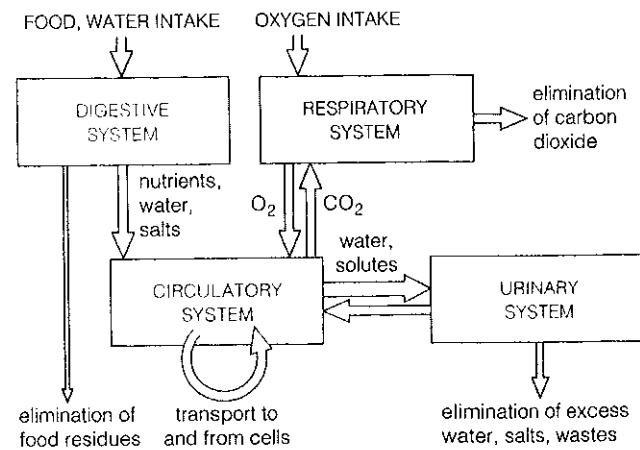 FOOD, WATER INTAKE
OXYGEN INTAKE
DIGESTIVE
SYSTEM
RESPIRATORY
SYSTEM
elimination
of carbon
dioxide
nutrients,
water,
salts
O₂
CO₂
water,
solutes
CIRCULATORY
SYSTEM
URINARY
SYSTEM
elimination of
food residues
transport to
and from cells
elimination of excess
water, salts, wastes